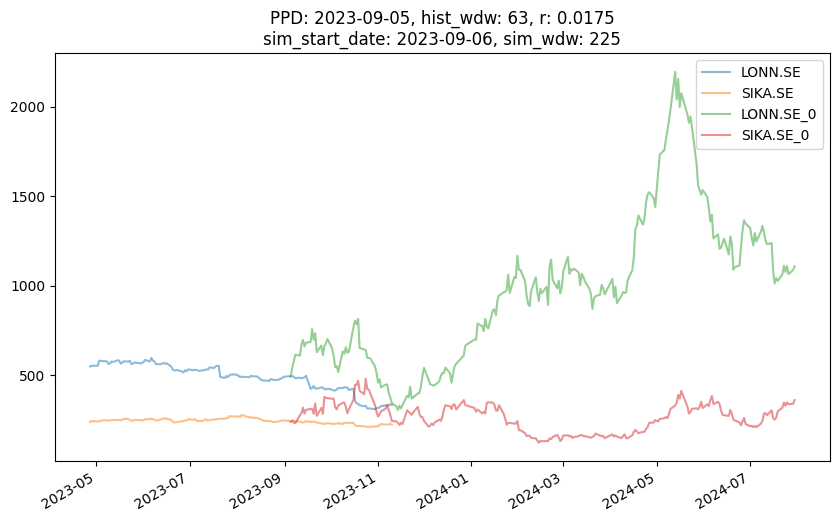 PPD: 2023-09-05, hist_wdw: 63, r: 0.0175
sim_start_date: 2023-09-06, sim_wdw: 225
LONN.SE
SIKA.SE
LONN.SE_0
SIKA.SE_0
2000
1500
1000
500
2023-05
2023-07
2023-09
2023-11
2024-01
2024-03
2024-05
2024-07